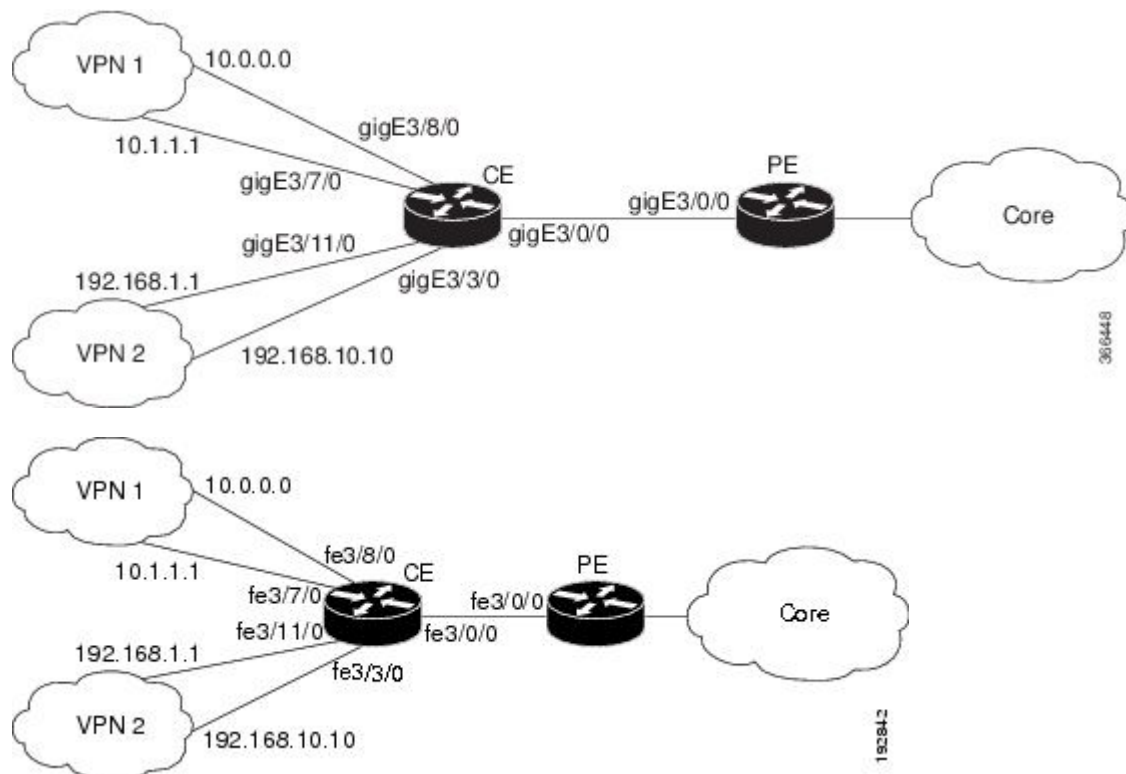 VPN 1
10.0.0.0
gigE3/8/0
10.1.1.1
gigE3/7/0
CE
PE
gigE3/0/0
gigE3/0/0
Core
gigE3/11/0
192.168.1.1
gigE3/3/0
VPN 2
192.168.10.10
366448
VPN 1
10.0.0.0
fe3/8/0
10.1.1.1
CE
PE
fe3/7/0
fe3/0/0
Core
fe3/11/0
fe3/0/0
192.168.1.1
fe3/3/0
VPN 2
192.168.10.10
192842